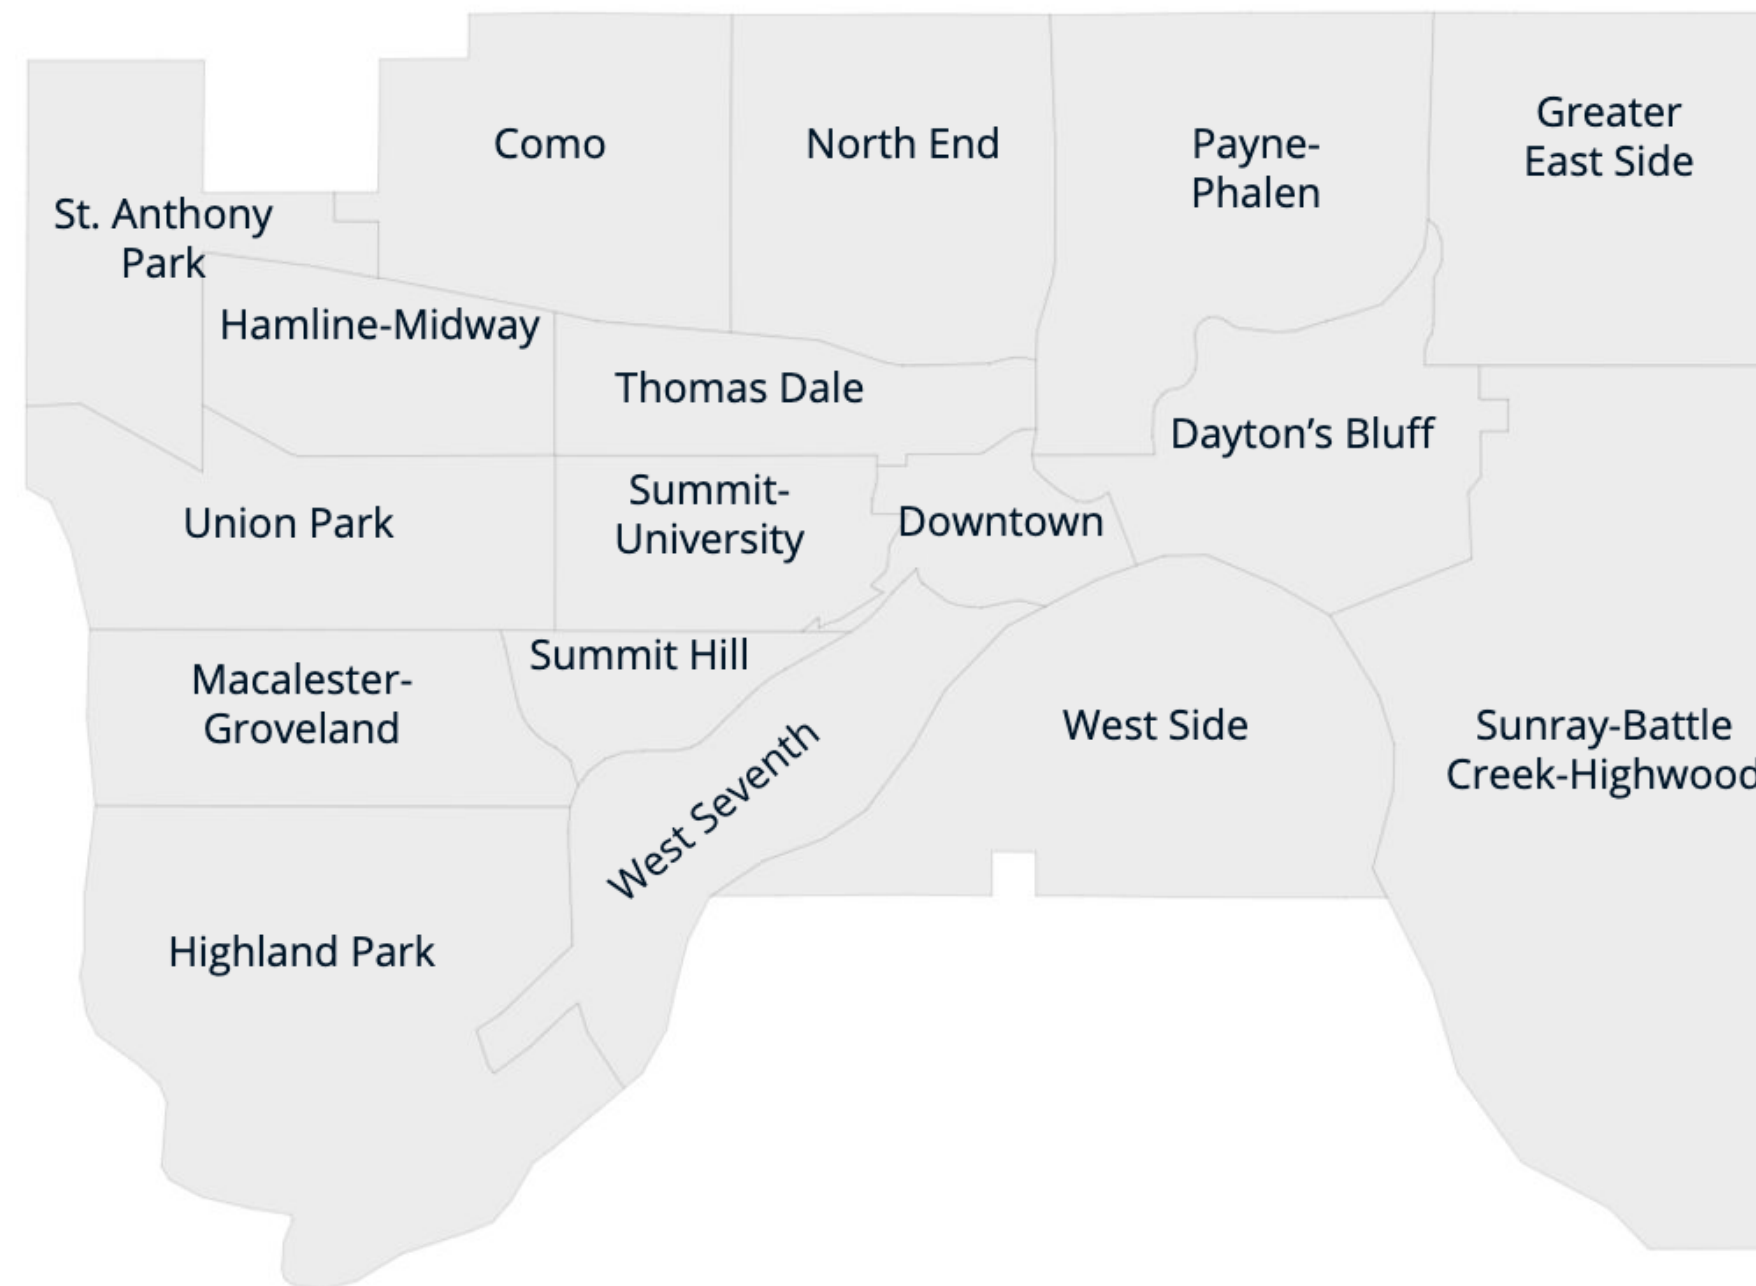 Como
North End
Payne-
Phalen
Greater
East Side
St. Anthony
Park
Hamline-Midway
Thomas Dale
Dayton’s Bluff
Summit-
University
Union Park
Downtown
Summit Hill
Macalester-
Groveland
West Seventh
West Side
Sunray-Battle
Creek-Highwood
Highland Park